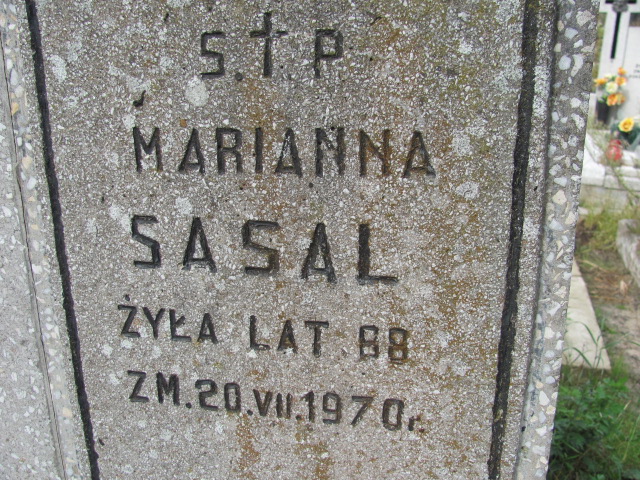 Ś.†P.
MARIANNA
SASAL
ŻYŁA LAT 88
ZM. 20.VII.1970r.